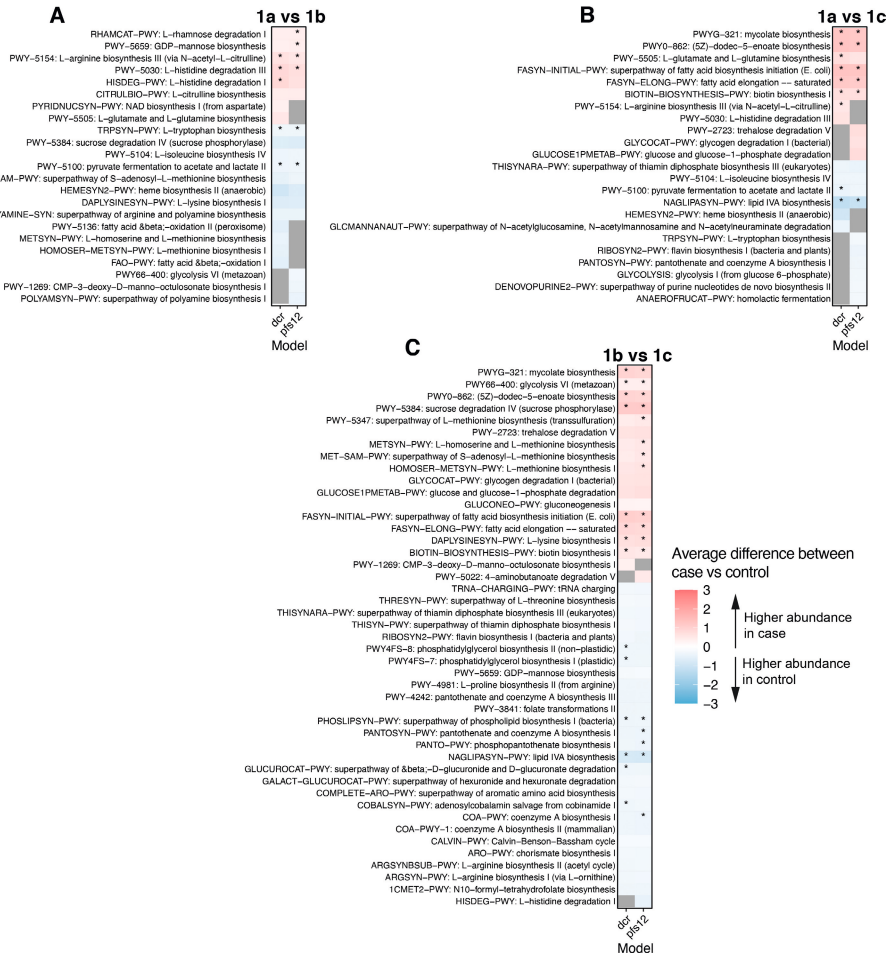 A
1a vs 1b
RHAMCAT−PWY: L−rhamnose degradation I
PWY−5659: GDP−mannose biosynthesis
PWY−5154: L−arginine biosynthesis III (via N−acetyl−L−citrulline)
PWY−5030: L−histidine degradation III
HISDEG−PWY: L−histidine degradation I
CITRULBIO−PWY: L−citrulline biosynthesis
PYRIDNUCSYN−PWY: NAD biosynthesis I (from aspartate)
PWY−5505: L−glutamate and L−glutamine biosynthesis
TRPSYN−PWY: L−tryptophan biosynthesis
PWY−5384: sucrose degradation IV (sucrose phosphorylase)
PWY−5104: L−isoleucine biosynthesis IV
PWY−5100: pyruvate fermentation to acetate and lactate II
AM−PWY: superpathway of S−adenosyl−L−methionine biosynthesis
HEMESYN2−PWY: heme biosynthesis II (anaerobic)
DAPLYSINESYN−PWY: L−lysine biosynthesis I
YAMINE−SYN: superpathway of arginine and polyamine biosynthesis
PWY−5136: fatty acid &beta;−oxidation II (peroxisome)
METSYN−PWY: L−homoserine and L−methionine biosynthesis
HOMOSER−METSYN−PWY: L−methionine biosynthesis I
FAO−PWY: fatty acid &beta;−oxidation I
PWY66−400: glycolysis VI (metazoan)
PWY−1269: CMP−3−deoxy−D−manno−octulosonate biosynthesis I
POLYAMSYN−PWY: superpathway of polyamine biosynthesis I
dcr
pfs12
Model
B
1a vs 1c
PWYG−321: mycolate biosynthesis
PWY0−862: (5Z)−dodec−5−enoate biosynthesis
PWY−5505: L−glutamate and L−glutamine biosynthesis
FASYN−INITIAL−PWY: superpathway of fatty acid biosynthesis initiation (E. coli)
FASYN−ELONG−PWY: fatty acid elongation −− saturated
BIOTIN−BIOSYNTHESIS−PWY: biotin biosynthesis I
PWY−5154: L−arginine biosynthesis III (via N−acetyl−L−citrulline)
PWY−5030: L−histidine degradation III
PWY−2723: trehalose degradation V
GLYCOCAT−PWY: glycogen degradation I (bacterial)
GLUCOSE1PMETAB−PWY: glucose and glucose−1−phosphate degradation
THISYNARA−PWY: superpathway of thiamin diphosphate biosynthesis III (eukaryotes)
PWY−5104: L−isoleucine biosynthesis IV
PWY−5100: pyruvate fermentation to acetate and lactate II
NAGLIPASYN−PWY: lipid IVA biosynthesis
HEMESYN2−PWY: heme biosynthesis II (anaerobic)
GLCMANNANAUT−PWY: superpathway of N−acetylglucosamine, N−acetylmannosamine and N−acetylneuraminate degradation
TRPSYN−PWY: L−tryptophan biosynthesis
RIBOSYN2−PWY: flavin biosynthesis I (bacteria and plants)
PANTOSYN−PWY: pantothenate and coenzyme A biosynthesis I
GLYCOLYSIS: glycolysis I (from glucose 6−phosphate)
DENOVOPURINE2−PWY: superpathway of purine nucleotides de novo biosynthesis II
ANAEROFRUCAT−PWY: homolactic fermentation
dcr
pfs12
Model
C
1b vs 1c
PWYG−321: mycolate biosynthesis
PWY66−400: glycolysis VI (metazoan)
PWY0−862: (5Z)−dodec−5−enoate biosynthesis
PWY−5384: sucrose degradation IV (sucrose phosphorylase)
PWY−5347: superpathway of L−methionine biosynthesis (transsulfuration)
PWY−2723: trehalose degradation V
METSYN−PWY: L−homoserine and L−methionine biosynthesis
MET−SAM−PWY: superpathway of S−adenosyl−L−methionine biosynthesis
HOMOSER−METSYN−PWY: L−methionine biosynthesis I
GLYCOCAT−PWY: glycogen degradation I (bacterial)
GLUCOSE1PMETAB−PWY: glucose and glucose−1−phosphate degradation
GLUCONEO−PWY: gluconeogenesis I
FASYN−INITIAL−PWY: superpathway of fatty acid biosynthesis initiation (E. coli)
FASYN−ELONG−PWY: fatty acid elongation −− saturated
DAPLYSINESYN−PWY: L−lysine biosynthesis I
BIOTIN−BIOSYNTHESIS−PWY: biotin biosynthesis I
PWY−1269: CMP−3−deoxy−D−manno−octulosonate biosynthesis I
PWY−5022: 4−aminobutanoate degradation V
TRNA−CHARGING−PWY: tRNA charging
THRESYN−PWY: superpathway of L−threonine biosynthesis
THISYNARA−PWY: superpathway of thiamin diphosphate biosynthesis III (eukaryotes)
THISYN−PWY: superpathway of thiamin diphosphate biosynthesis I
RIBOSYN2−PWY: flavin biosynthesis I (bacteria and plants)
PWY4FS−8: phosphatidylglycerol biosynthesis II (non−plastidic)
PWY4FS−7: phosphatidylglycerol biosynthesis I (plastidic)
PWY−5659: GDP−mannose biosynthesis
PWY−4981: L−proline biosynthesis II (from arginine)
PWY−4242: pantothenate and coenzyme A biosynthesis III
PWY−3841: folate transformations II
PHOSLIPSYN−PWY: superpathway of phospholipid biosynthesis I (bacteria)
PANTOSYN−PWY: pantothenate and coenzyme A biosynthesis I
PANTO−PWY: phosphopantothenate biosynthesis I
NAGLIPASYN−PWY: lipid IVA biosynthesis
GLUCUROCAT−PWY: superpathway of &beta;−D−glucuronide and D−glucuronate degradation
GALACT−GLUCUROCAT−PWY: superpathway of hexuronide and hexuronate degradation
COMPLETE−ARO−PWY: superpathway of aromatic amino acid biosynthesis
COBALSYN−PWY: adenosylcobalamin salvage from cobinamide I
COA−PWY: coenzyme A biosynthesis I
COA−PWY−1: coenzyme A biosynthesis II (mammalian)
CALVIN−PWY: Calvin−Benson−Bassham cycle
ARO−PWY: chorismate biosynthesis I
ARGSYNBSUB−PWY: L−arginine biosynthesis II (acetyl cycle)
ARGSYN−PWY: L−arginine biosynthesis I (via L−ornithine)
1CMET2−PWY: N10−formyl−tetrahydrofolate biosynthesis
HISDEG−PWY: L−histidine degradation I
dcr
pfs12
Model
Average difference between
case vs control
3
2
1
0
−1
−2
−3
Higher abundance
in case
Higher abundance
in control